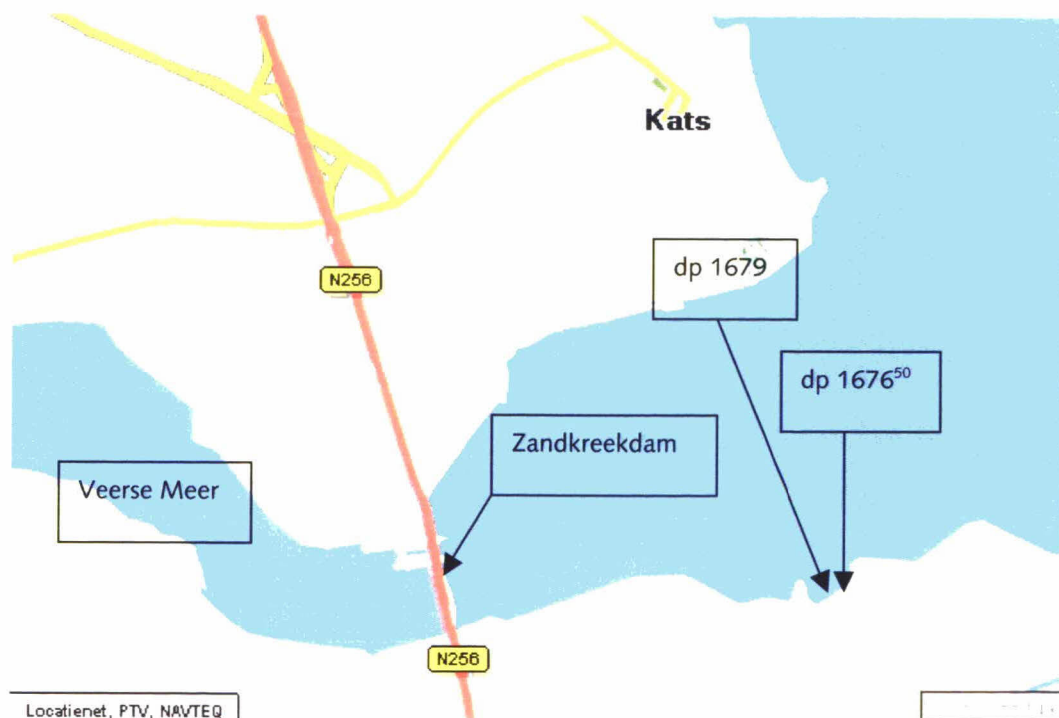 Kats
dp 1679
N256
dp 1676⁵⁰
Zandkreekdam
Veerse Meer
N256
Locatienet, PTV, NAVTEQ